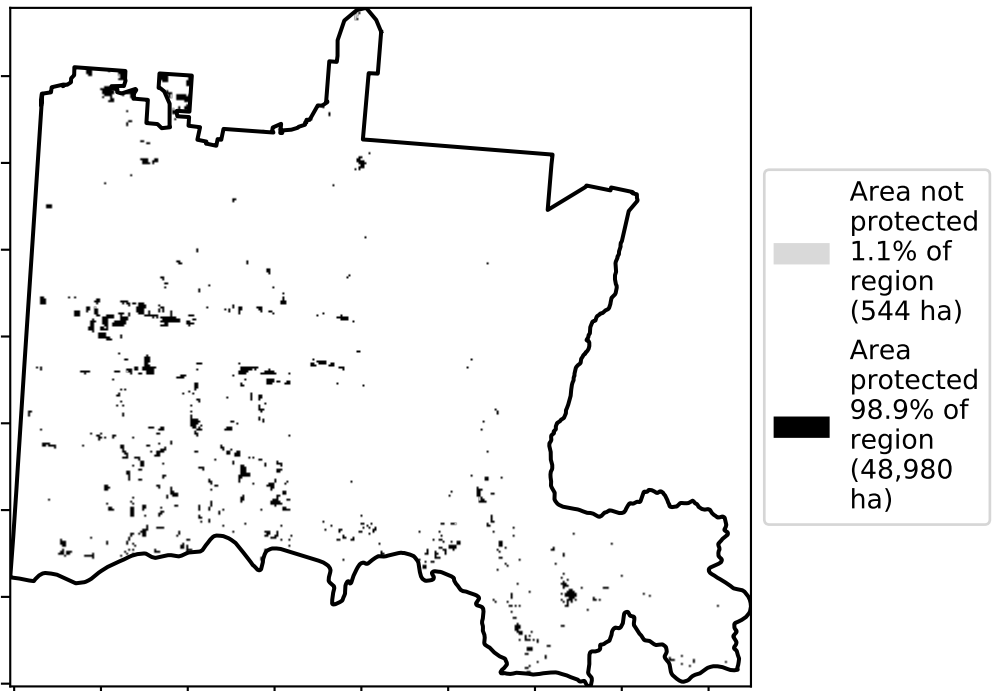 Area not
protected
1.1% of
region
(544 ha)
Area
protected
98.9% of
region
(48,980
ha)